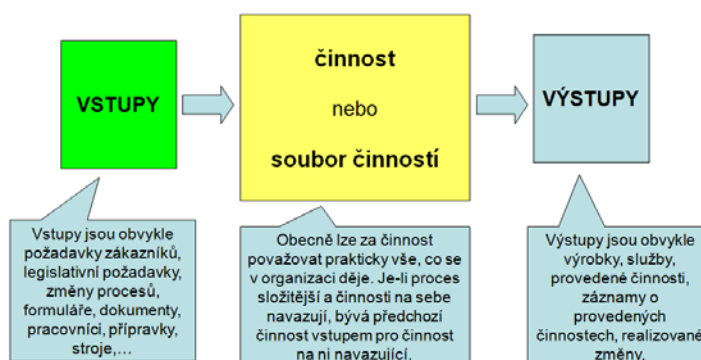 VSTUPY
činnost
nebo
soubor činností
VÝSTUPY
Vstupy jsou obvykle
požadavky zákazníků,
legislativní požadavky,
změny procesů,
formuláře, dokumenty,
pracovníci, přípravky,
stroje,…
Obecně lze za činnost
považovat prakticky vše, co se
v organizaci děje. Je-li proces
složitější a činnosti na sebe
navazují, bývá předchozí
činnost vstupem pro činnost
na ni navazující.
Výstupy jsou obvykle
výrobky, služby,
provedené činnosti,
záznamy o
provedených
činnostech, realizované
změny.